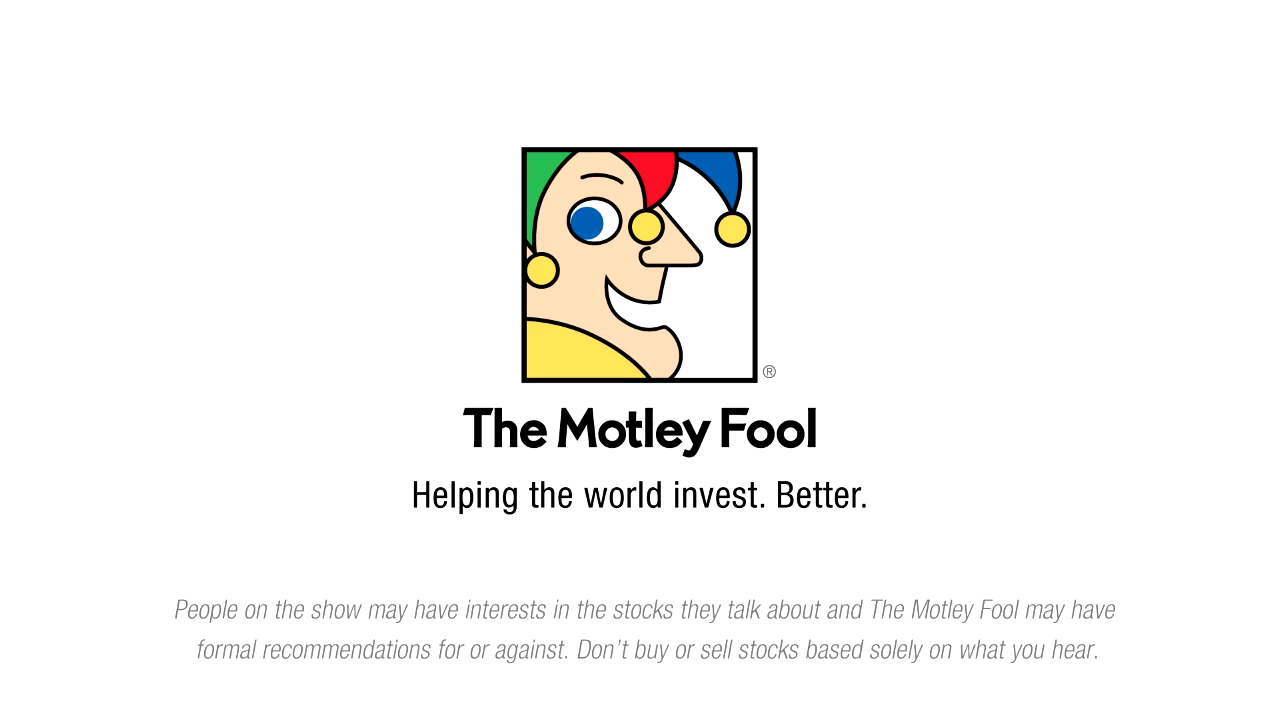 ®
The Motley Fool
Helping the world invest. Better.
People on the show may have interests in the stocks they talk about and The Motley Fool may have
formal recommendations for or against. Don’t buy or sell stocks based solely on what you hear.